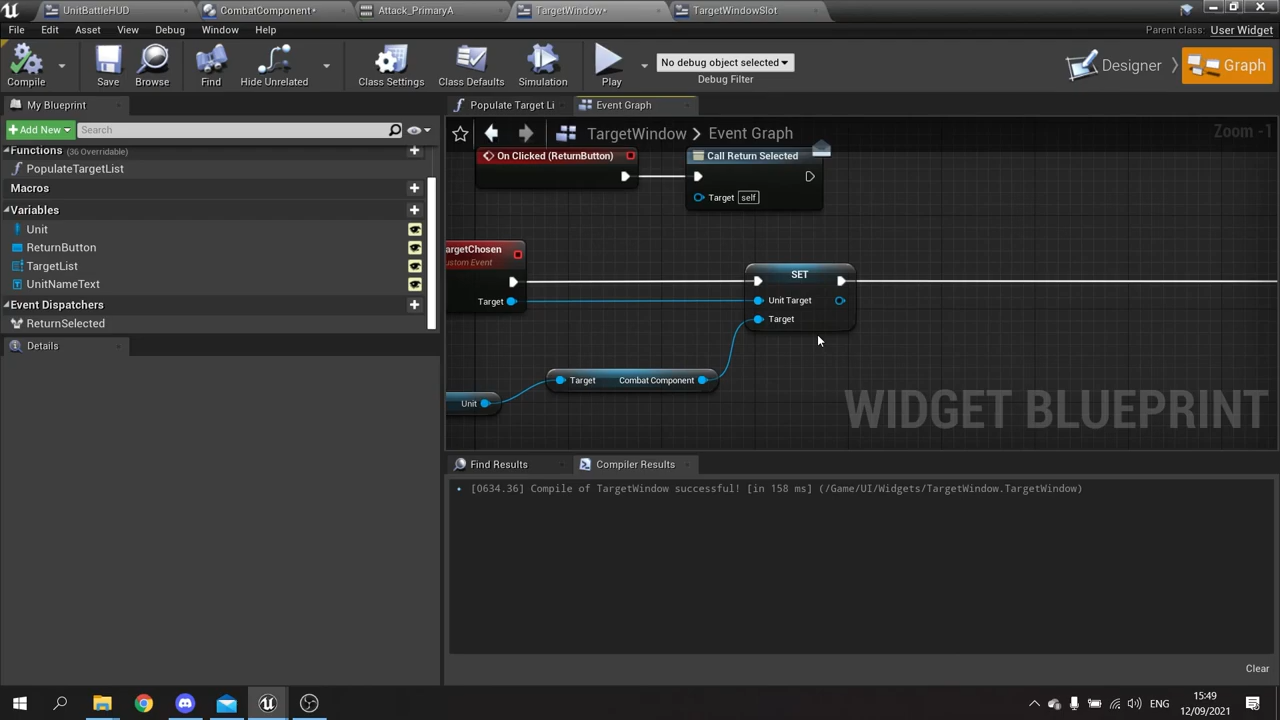 UnitBattleHUD
CombatComponent*
Attack_PrimaryA
TargetWindow*
TargetWindowSlot
File
Edit
Asset
View
Debug
Window
Help
Parent class: User Widget
Compile
Save
Browse
Find
Hide Unrelated
Class Settings
Class Defaults
Simulation
Play
No debug object selected
Debug Filter
Designer
Graph
My Blueprint
Populate Target Li
Event Graph
Add New
Search
TargetWindow
Event Graph
Zoom -1
Functions (36 Overridable)
PopulateTargetList
Macros
Variables
Unit
ReturnButton
TargetList
UnitNameText
Event Dispatchers
ReturnSelected
Details
On Clicked (ReturnButton)
Call Return Selected
Target self
argetChosen
ustom Event
Target
SET
Unit Target
Target
Target Combat Component
Unit
WIDGET BLUEPRINT
Find Results
Compiler Results
[0634.36] Compile of TargetWindow successful! [in 158 ms] (/Game/UI/Widgets/TargetWindow.TargetWindow)
Clear
ENG
15:49
12/09/2021